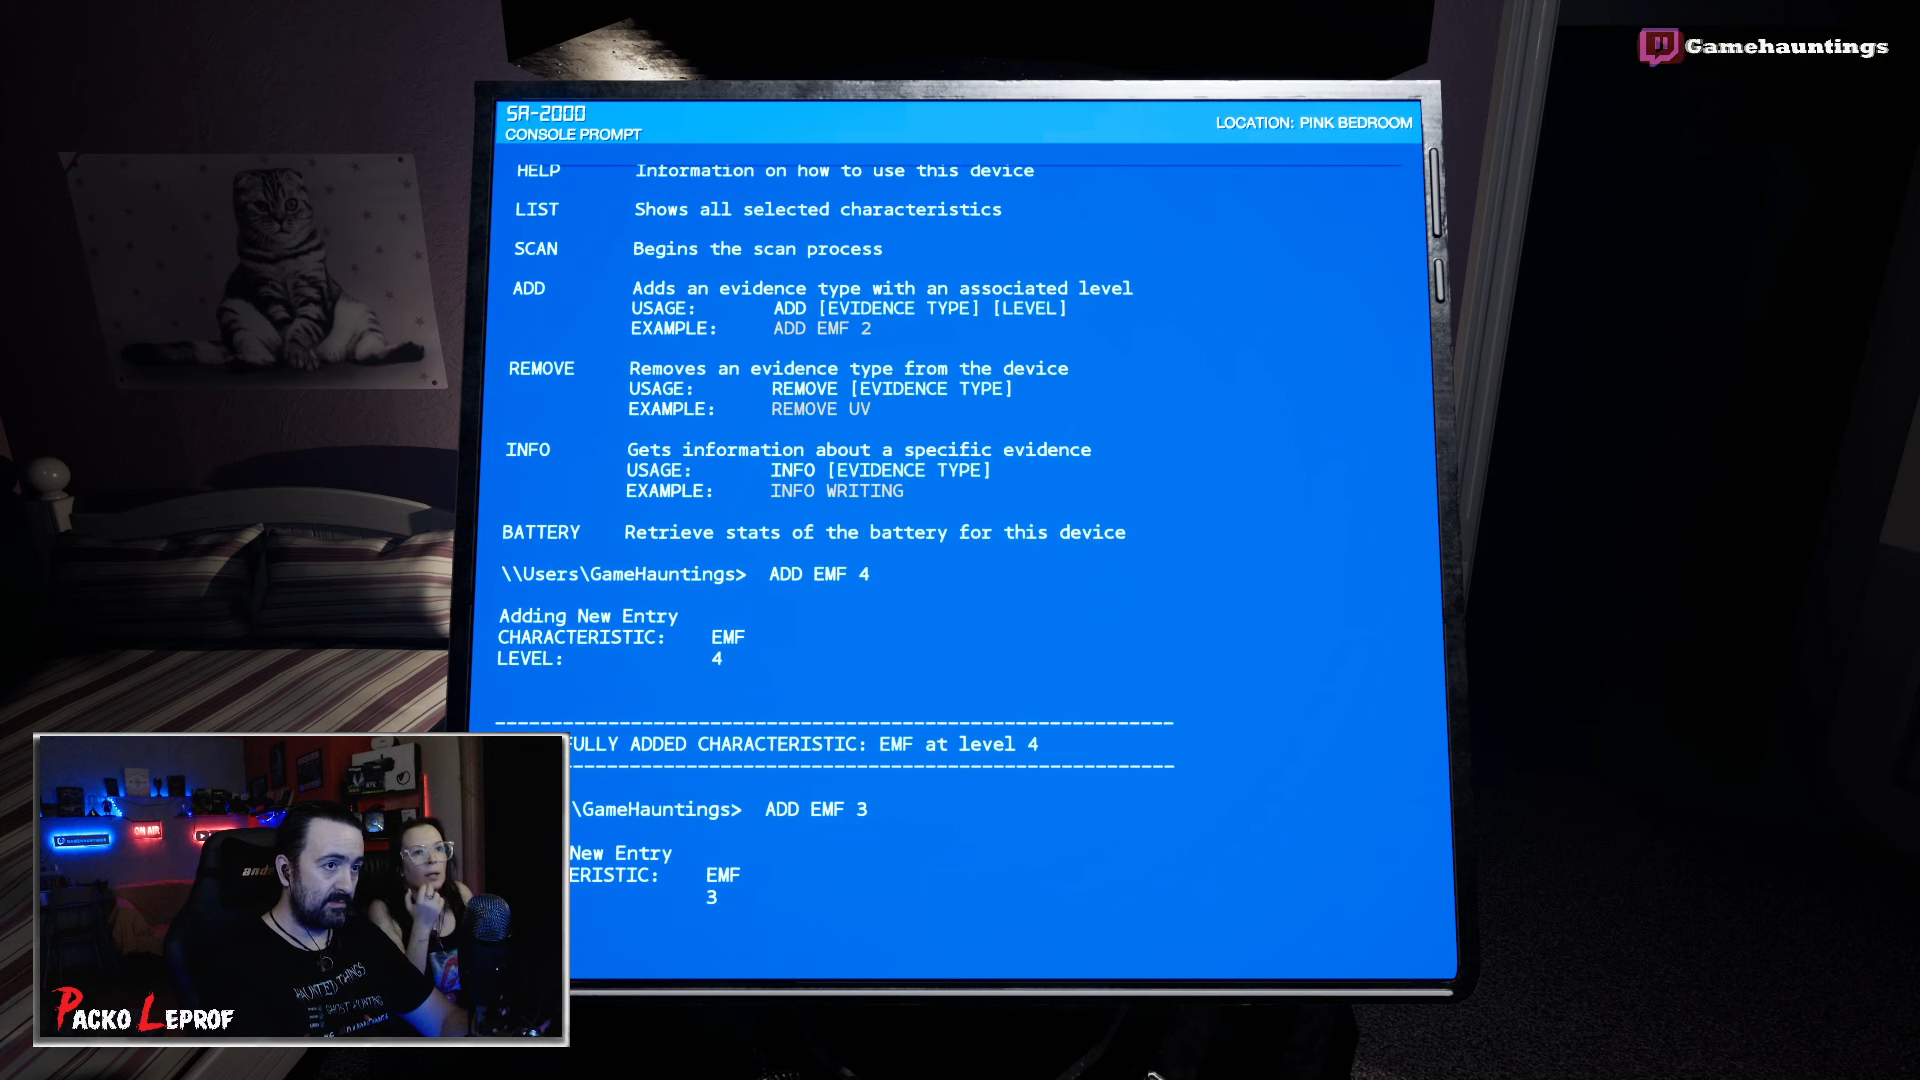 Gamehauntings
SA-2000
CONSOLE PROMPT
LOCATION: PINK BEDROOM
HELP Information on how to use this device
LIST Shows all selected characteristics
SCAN Begins the scan process
ADD Adds an evidence type with an associated level
USAGE: ADD [EVIDENCE TYPE] [LEVEL]
EXAMPLE: ADD EMF 2
REMOVE Removes an evidence type from the device
USAGE: REMOVE [EVIDENCE TYPE]
EXAMPLE: REMOVE UV
INFO Gets information about a specific evidence
USAGE: INFO [EVIDENCE TYPE]
EXAMPLE: INFO WRITING
BATTERY Retrieve stats of the battery for this device
\\Users\GameHauntings> ADD EMF 4
Adding New Entry
CHARACTERISTIC: EMF
LEVEL: 4
FULLY ADDED CHARACTERISTIC: EMF at level 4
\GameHauntings> ADD EMF 3
New Entry
ERISTIC: EMF
3
ON AIR
HAUNTED THINGS
PACKO LEPROF